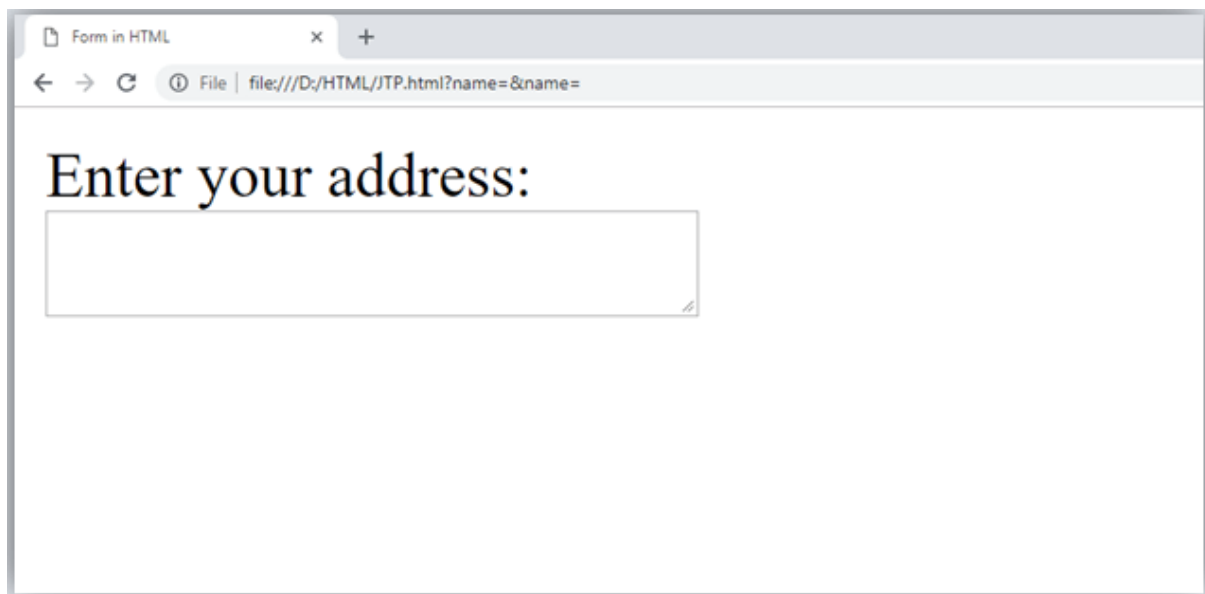 Form in HTML
File | file:///D:/HTML/JTP.html?name=&name=
Enter your address: